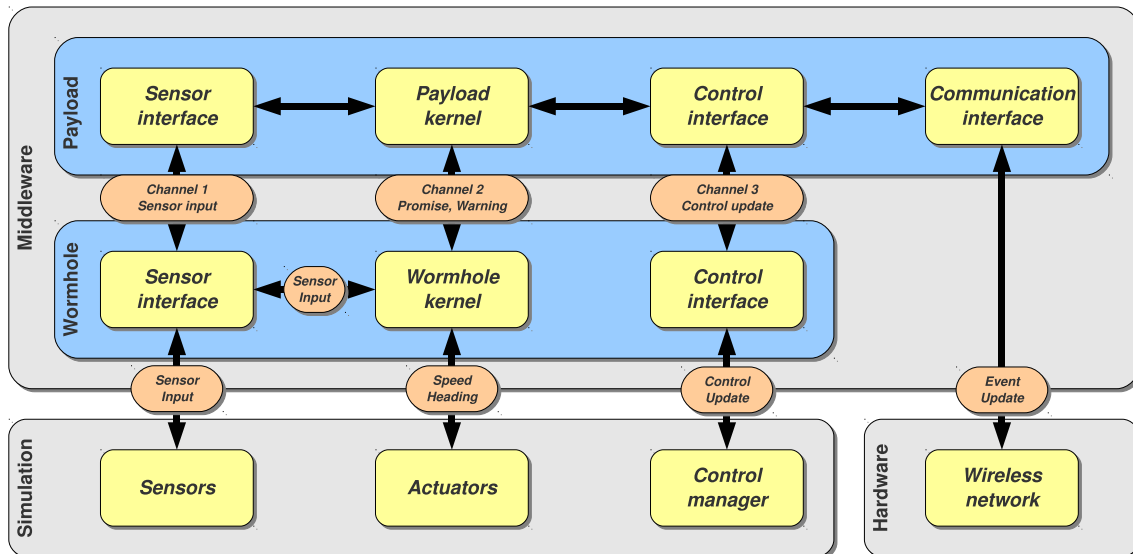 Middleware
Payload
Sensor
interface
Payload
kernel
Control
interface
Communication
interface
Channel 1
Sensor input
Channel 2
Promise, Warning
Channel 3
Control update
Wormhole
Sensor
interface
Sensor
Input
Wormhole
kernel
Control
interface
Sensor
Input
Speed
Heading
Control
Update
Event
Update
Simulation
Sensors
Actuators
Control
manager
Hardware
Wireless
network